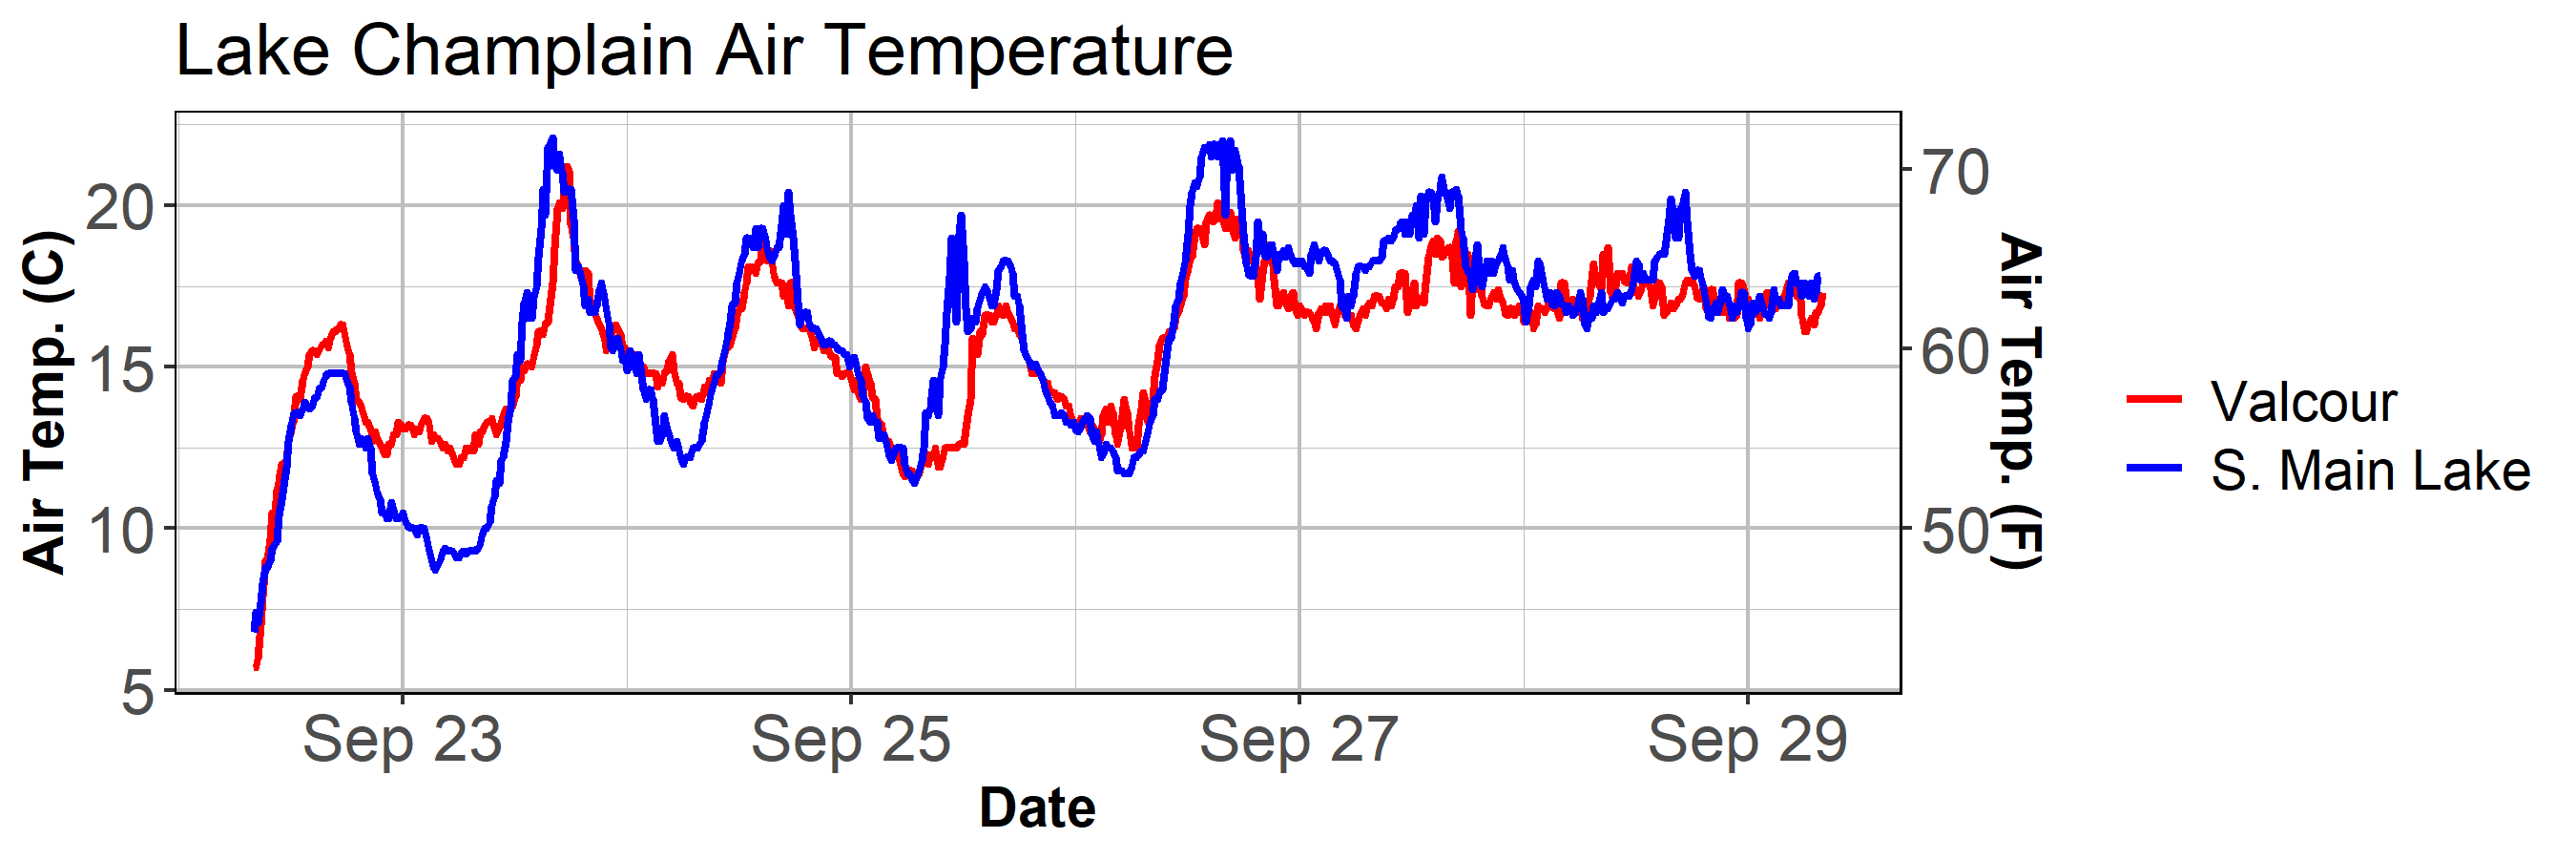 Lake Champlain Air Temperature
Air Temp. (C)
20
15
10
5
70
60
50
Air Temp. (F)
Sep 23
Sep 25
Sep 27
Sep 29
Date
Valcour
S. Main Lake